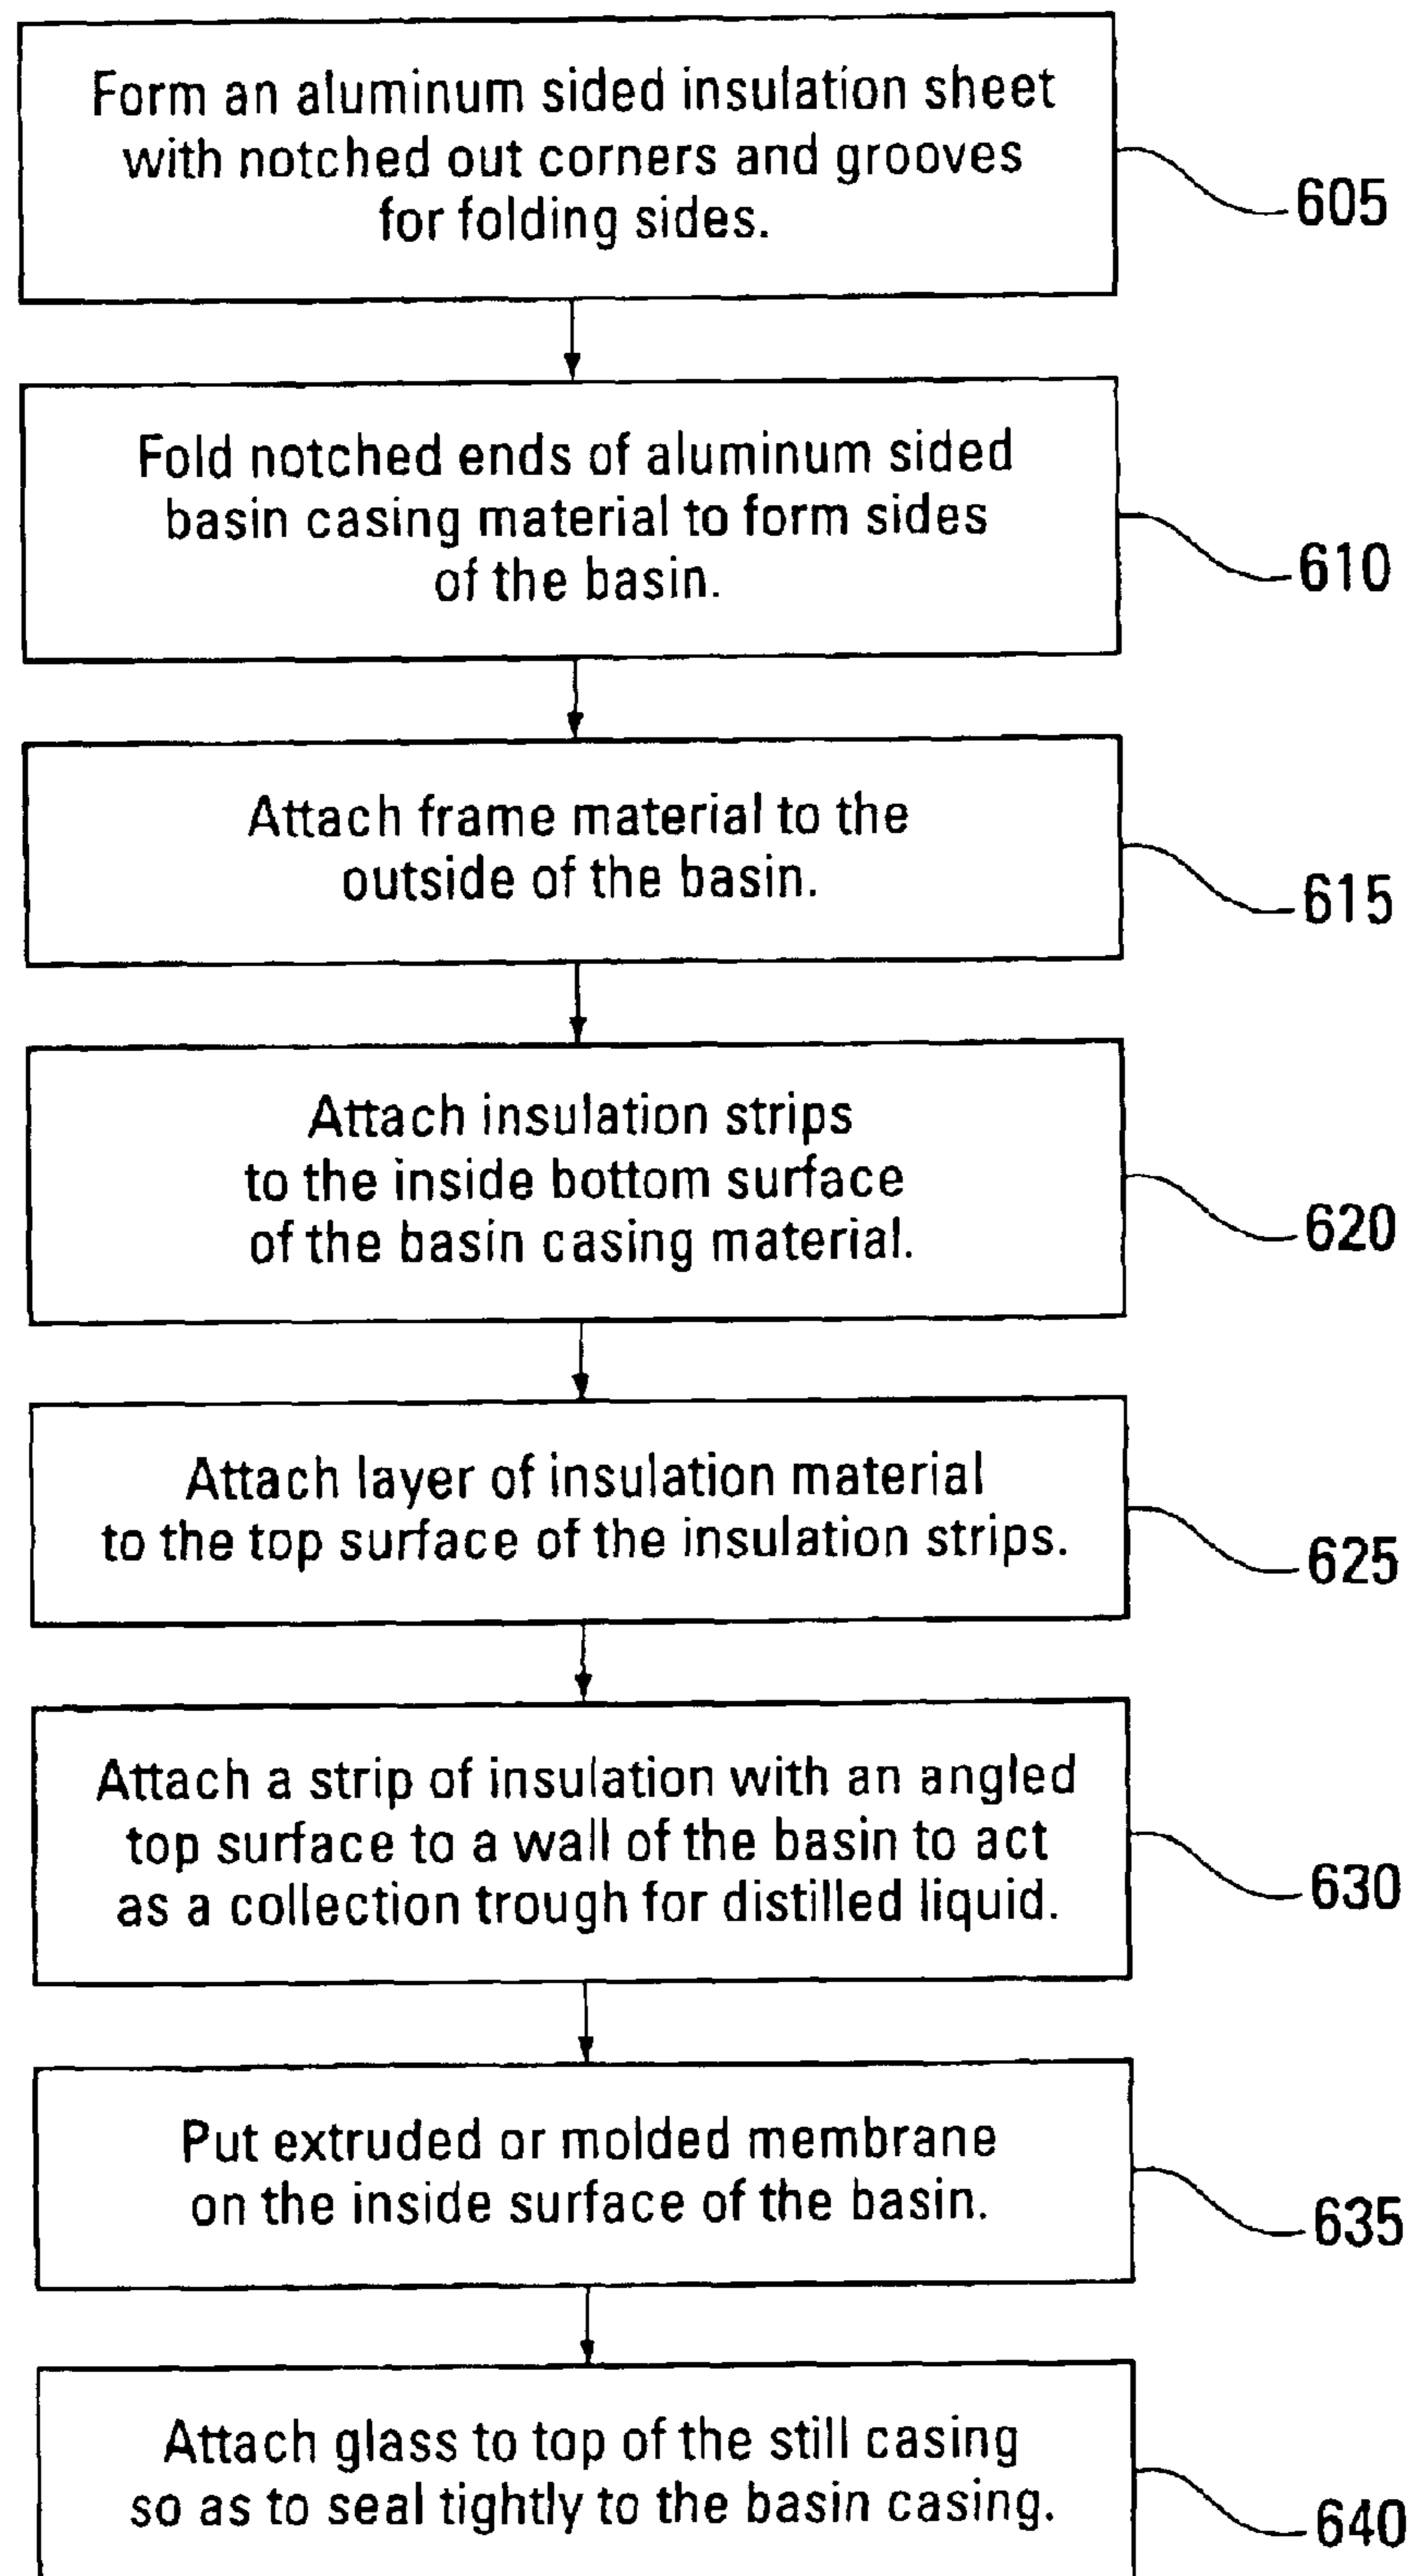 Form an aluminum sided insulation sheet
with notched out corners and grooves
for folding sides.
605
Fold notched ends of aluminum sided
basin casing material to form sides
of the basin.
610
Attach frame material to the
outside of the basin.
615
Attach insulation strips
to the inside bottom surface
of the basin casing material.
620
Attach layer of insulation material
to the top surface of the insulation strips.
625
Attach a strip of insulation with an angled
top surface to a wall of the basin to act
as a collection trough for distilled liquid.
630
Put extruded or molded membrane
on the inside surface of the basin.
635
Attach glass to top of the still casing
so as to seal tightly to the basin casing.
640